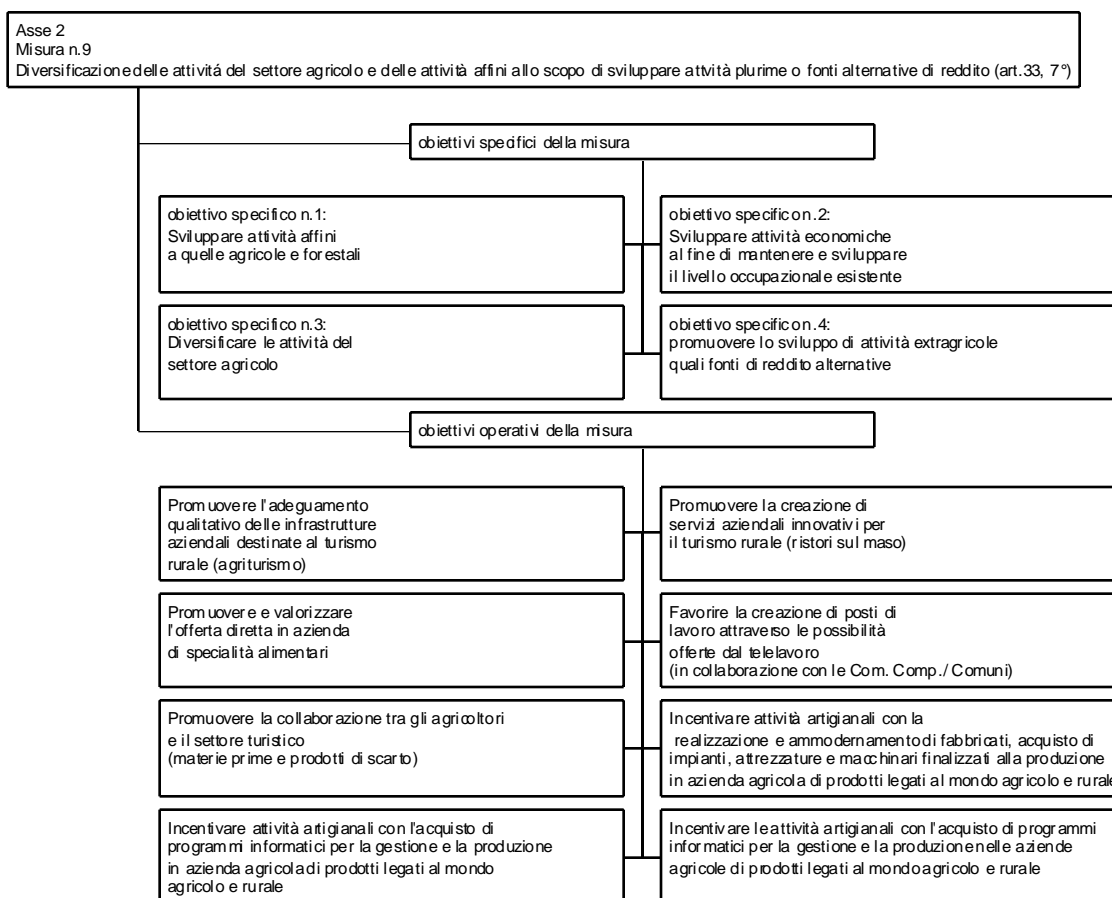 Asse 2
Misura n.9
Diversificazione delle attivitá del settore agricolo e delle attività affini allo scopo di sviluppare attvità plurime o fonti alternative di reddito (art.33, 7°)
obiettivi specifici della misura
obiettivo specifico n.1:
Sviluppare attività affini
a quelle agricole e forestali
obiettivo specifico n.2:
Sviluppare attività economiche
al fine di mantenere e sviluppare
il livello occupazionale esistente
obiettivo specifico n.3:
Diversificare le attività del
settore agricolo
obiettivo specifico n.4:
promuovere lo sviluppo di attività extragricole
quali fonti di reddito alternative
obiettivi operativi della misura
Promuovere l'adeguamento
qualitativo delle infrastrutture
aziendali destinate al turismo
rurale (agriturismo)
Promuovere la creazione di
servizi aziendali innovativi per
il turismo rurale (ristori sul maso)
Promuovere e valorizzare
l'offerta diretta in azienda
di specialità alimentari
Favorire la creazione di posti di
lavoro attraverso le possibilità
offerte dal telelavoro
(in collaborazione con le Com. Comp./ Comuni)
Promuovere la collaborazione tra gli agricoltori
e il settore turistico
(materie prime e prodotti di scarto)
Incentivare attività artigianali con la
realizzazione e ammodernamento di fabbricati, acquisto di
impianti, attrezzature e macchinari finalizzati alla produzione
in azienda agricola di prodotti legati al mondo agricolo e rurale
Incentivare attività artigianali con l'acquisto di
programmi informatici per la gestione e la produzione
in azienda agricola di prodotti legati al mondo
agricolo e rurale
Incentivare le attività artigianali con l'acquisto di programmi
informatici per la gestione e la produzione nelle aziende
agricole di prodotti legati al mondo agricolo e rurale